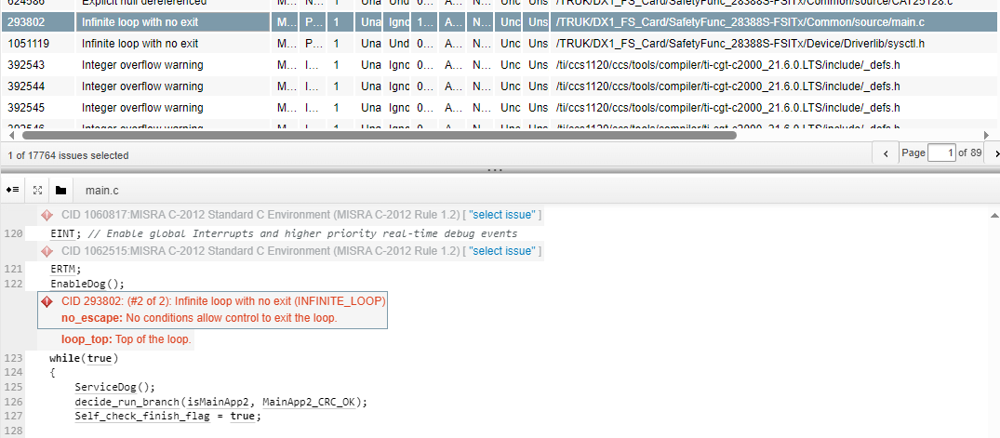 624586 Explicit null dereferenced M... N... 1 Una Und 0... A... N... Unc Uns /TRUK/DX1_FS_Card/SafetyFunc_28388S-FSITx/Common/source/CAT25128.c
293802 Infinite loop with no exit M... P... 1 Una Ignc 1... A... N... Unc Uns /TRUK/DX1_FS_Card/SafetyFunc_28388S-FSITx/Common/source/main.c
1051119 Infinite loop with no exit M... P... 1 Una Und 0... A... N... Unc Uns /TRUK/DX1_FS_Card/SafetyFunc_28388S-FSITx/Device/Driverlib/sysctl.h
392543 Integer overflow warning M... I... 1 Una Ignc 0... A... N... Unc Uns /ti/ccs1120/ccs/tools/compiler/ti-cgt-c2000_21.6.0.LTS/include/_defs.h
392544 Integer overflow warning M... I... 1 Una Ignc 0... A... N... Unc Uns /ti/ccs1120/ccs/tools/compiler/ti-cgt-c2000_21.6.0.LTS/include/_defs.h
392545 Integer overflow warning M... I... 1 Una Ignc 0... A... N... Unc Uns /ti/ccs1120/ccs/tools/compiler/ti-cgt-c2000_21.6.0.LTS/include/_defs.h
392546 Integer overflow warning M... I... 1 Una Ignc 0... A... N... Unc Uns /ti/ccs1120/ccs/tools/compiler/ti-cgt-c2000_21.6.0.LTS/include/_defs.h
1 of 17764 issues selected Page 1 of 89
main.c
CID 1060817:MISRA C-2012 Standard C Environment (MISRA C-2012 Rule 1.2) [ "select issue" ]
120 EINT; // Enable global Interrupts and higher priority real-time debug events
CID 1062515:MISRA C-2012 Standard C Environment (MISRA C-2012 Rule 1.2) [ "select issue" ]
121 ERTM;
122 EnableDog();
CID 293802: (#2 of 2): Infinite loop with no exit (INFINITE_LOOP)
no_escape: No conditions allow control to exit the loop.
loop_top: Top of the loop.
123 while(true)
124 {
125 ServiceDog();
126 decide_run_branch(isMainApp2, MainApp2_CRC_OK);
127 Self_check_finish_flag = true;
128